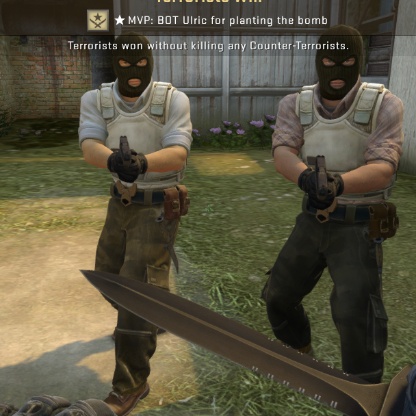 Terrorists Win
★ MVP: BOT Ulric for planting the bomb
Terrorists won without killing any Counter-Terrorists.